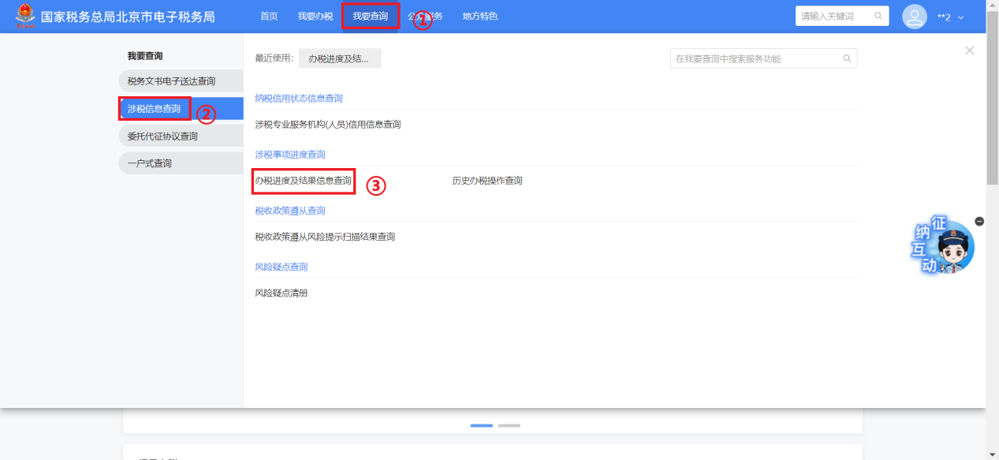 国家税务总局北京市电子税务局 首页 我要办税 我要查询 ① 公众服务 地方特色 请输入关键词 **2
我要查询
税务文书电子送达查询
涉税信息查询 ②
委托代征协议查询
一户式查询
最近使用: 办税进度及结... 在我要查询中搜索服务功能
纳税信用状态信息查询
涉税专业服务机构(人员)信用信息查询
涉税事项进度查询
办税进度及结果信息查询 ③ 历史办税操作查询
税收政策遵从查询
税收政策遵从风险提示扫描结果查询
风险疑点查询
风险疑点清册
征
纳
互
动